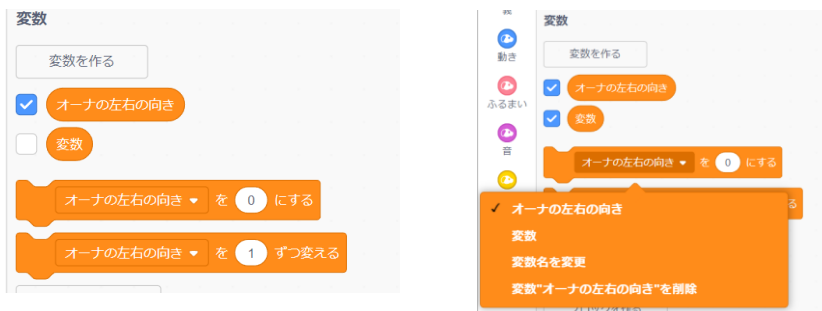 変数
変数を作る
オーナの左右の向き
変数
オーナの左右の向き を 0 にする
オーナの左右の向き を 1 ずつ変える
変数
動き
変数を作る
ふるまい
オーナの左右の向き
変数
音
オーナの左右の向き を 0 にする
る
✓ オーナの左右の向き
変数
変数名を変更
変数"オーナの左右の向き"を削除